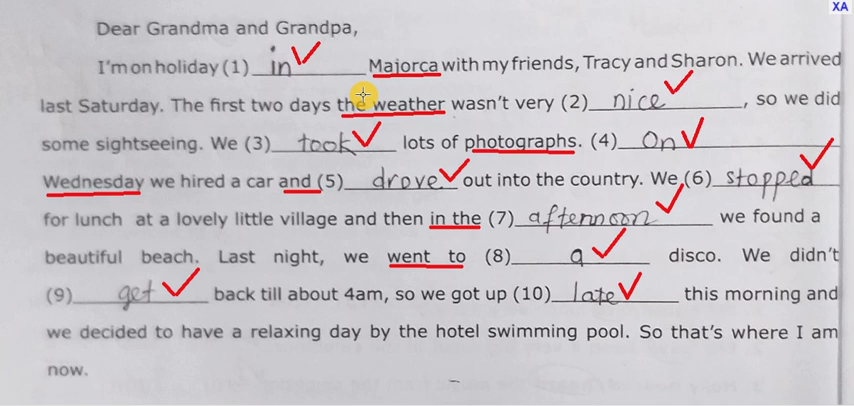 XA
Dear Grandma and Grandpa,
I'm on holiday (1) in Majorca with my friends, Tracy and Sharon. We arrived
last Saturday. The first two days the weather wasn't very (2) nice, so we did
some sightseeing. We (3) took lots of photographs. (4) On
Wednesday we hired a car and (5) drove out into the country. We (6) stopped
for lunch at a lovely little village and then in the (7) afternoon we found a
beautiful beach. Last night, we went to (8) a disco. We didn't
(9) get back till about 4am, so we got up (10) late this morning and
we decided to have a relaxing day by the hotel swimming pool. So that's where I am
now.